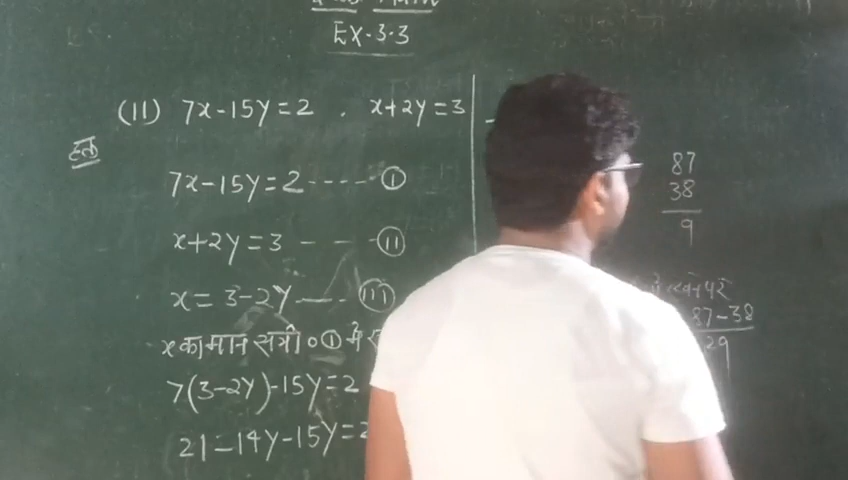 EX-3.3
(11) 7x-15y=2 . x+2y=3
हल
7x-15y=2 ---- ①
x+2y=3 - - - - ⑪
x= 3-2y ---- (111)
x का मान समी० ① मे
7(3-2y)-15y=2
21-14y-15y=2
87
38
9
87-38
29